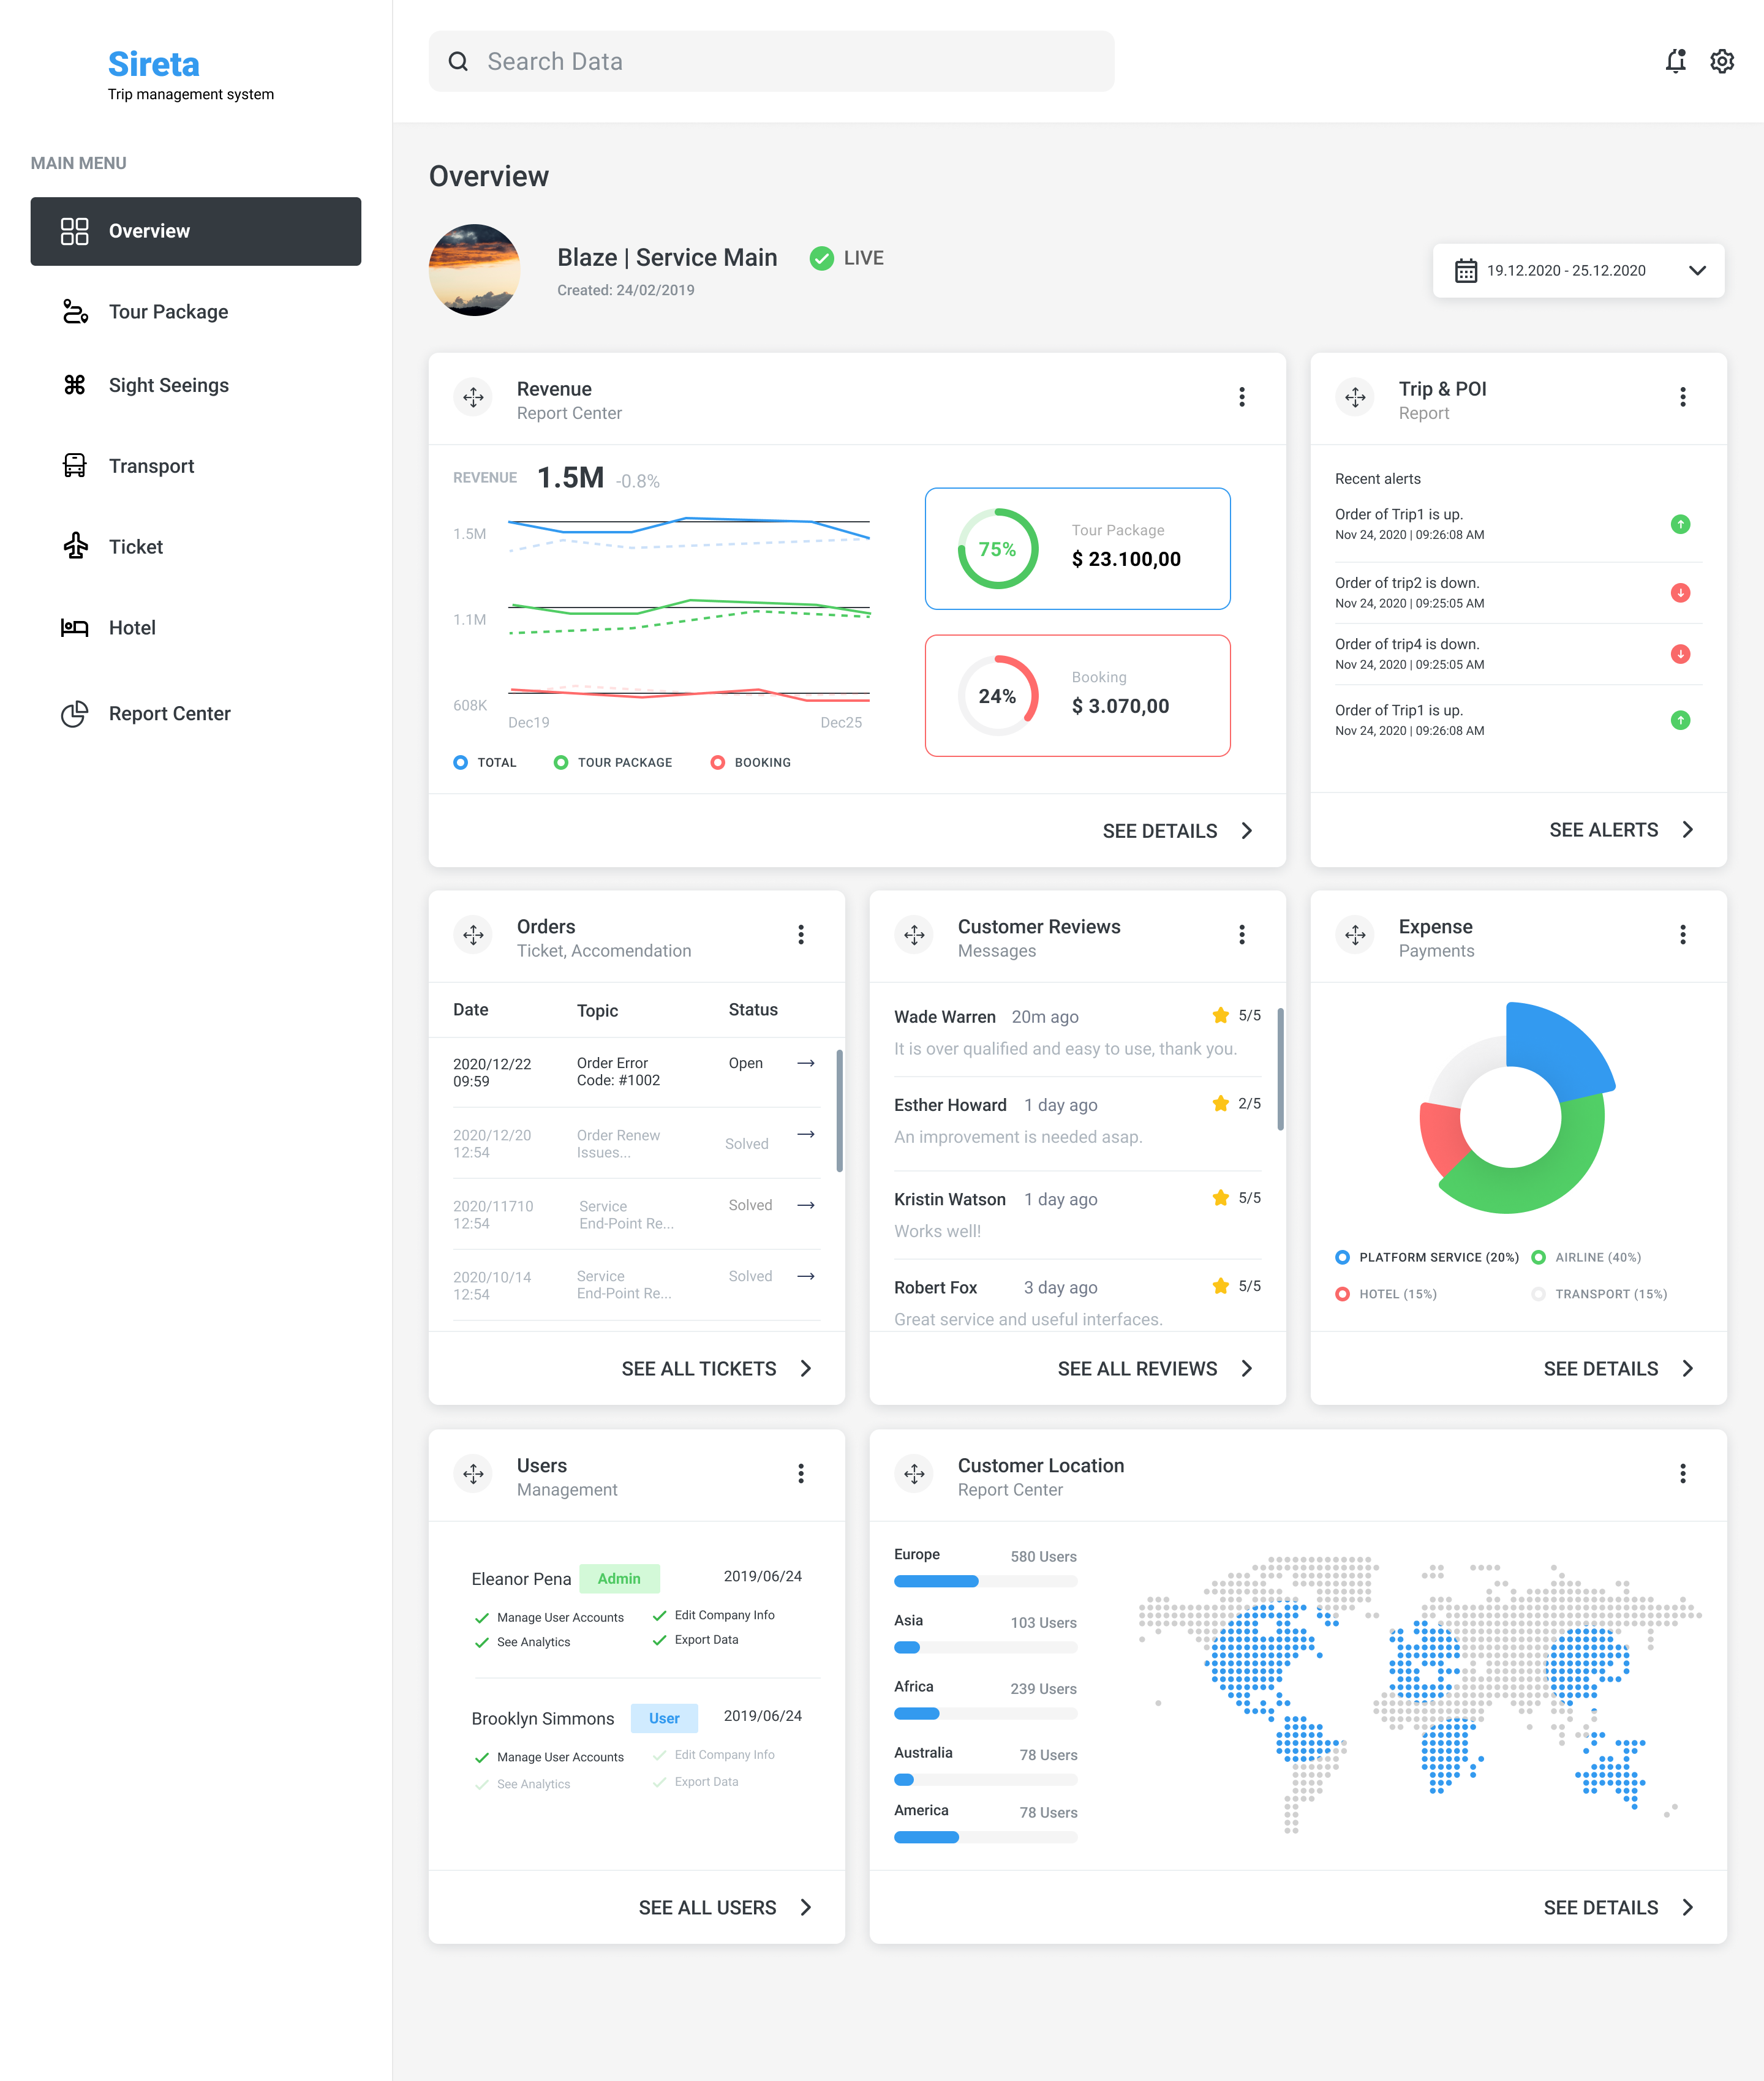 Sireta
Trip management system
MAIN MENU
Overview
Tour Package
Sight Seeings
Transport
Ticket
Hotel
Report Center
Search Data
Overview
Blaze | Service Main
LIVE
Created: 24/02/2019
19.12.2020 - 25.12.2020
Revenue
Report Center
REVENUE 1.5M -0.8%
1.5M
1.1M
608K
Dec19 Dec25
TOTAL TOUR PACKAGE BOOKING
75%
Tour Package
$ 23.100,00
24%
Booking
$ 3.070,00
SEE DETAILS
Trip & POI
Report
Recent alerts
Order of Trip1 is up.
Nov 24, 2020 | 09:26:08 AM
Order of trip2 is down.
Nov 24, 2020 | 09:25:05 AM
Order of trip4 is down.
Nov 24, 2020 | 09:25:05 AM
Order of Trip1 is up.
Nov 24, 2020 | 09:26:08 AM
SEE ALERTS
Orders
Ticket, Accomendation
Date Topic Status
2020/12/22 Order Error Open
09:59 Code: #1002
2020/12/20 Order Renew Solved
12:54 Issues...
2020/11710 Service Solved
12:54 End-Point Re...
2020/10/14 Service Solved
12:54 End-Point Re...
SEE ALL TICKETS
Customer Reviews
Messages
Wade Warren 20m ago 5/5
It is over qualified and easy to use, thank you.
Esther Howard 1 day ago 2/5
An improvement is needed asap.
Kristin Watson 1 day ago 5/5
Works well!
Robert Fox 3 day ago 5/5
Great service and useful interfaces.
SEE ALL REVIEWS
Expense
Payments
PLATFORM SERVICE (20%) AIRLINE (40%)
HOTEL (15%) TRANSPORT (15%)
SEE DETAILS
Users
Management
Eleanor Pena Admin 2019/06/24
Manage User Accounts Edit Company Info
See Analytics Export Data
Brooklyn Simmons User 2019/06/24
Manage User Accounts Edit Company Info
See Analytics Export Data
SEE ALL USERS
Customer Location
Report Center
Europe 580 Users
Asia 103 Users
Africa 239 Users
Australia 78 Users
America 78 Users
SEE DETAILS